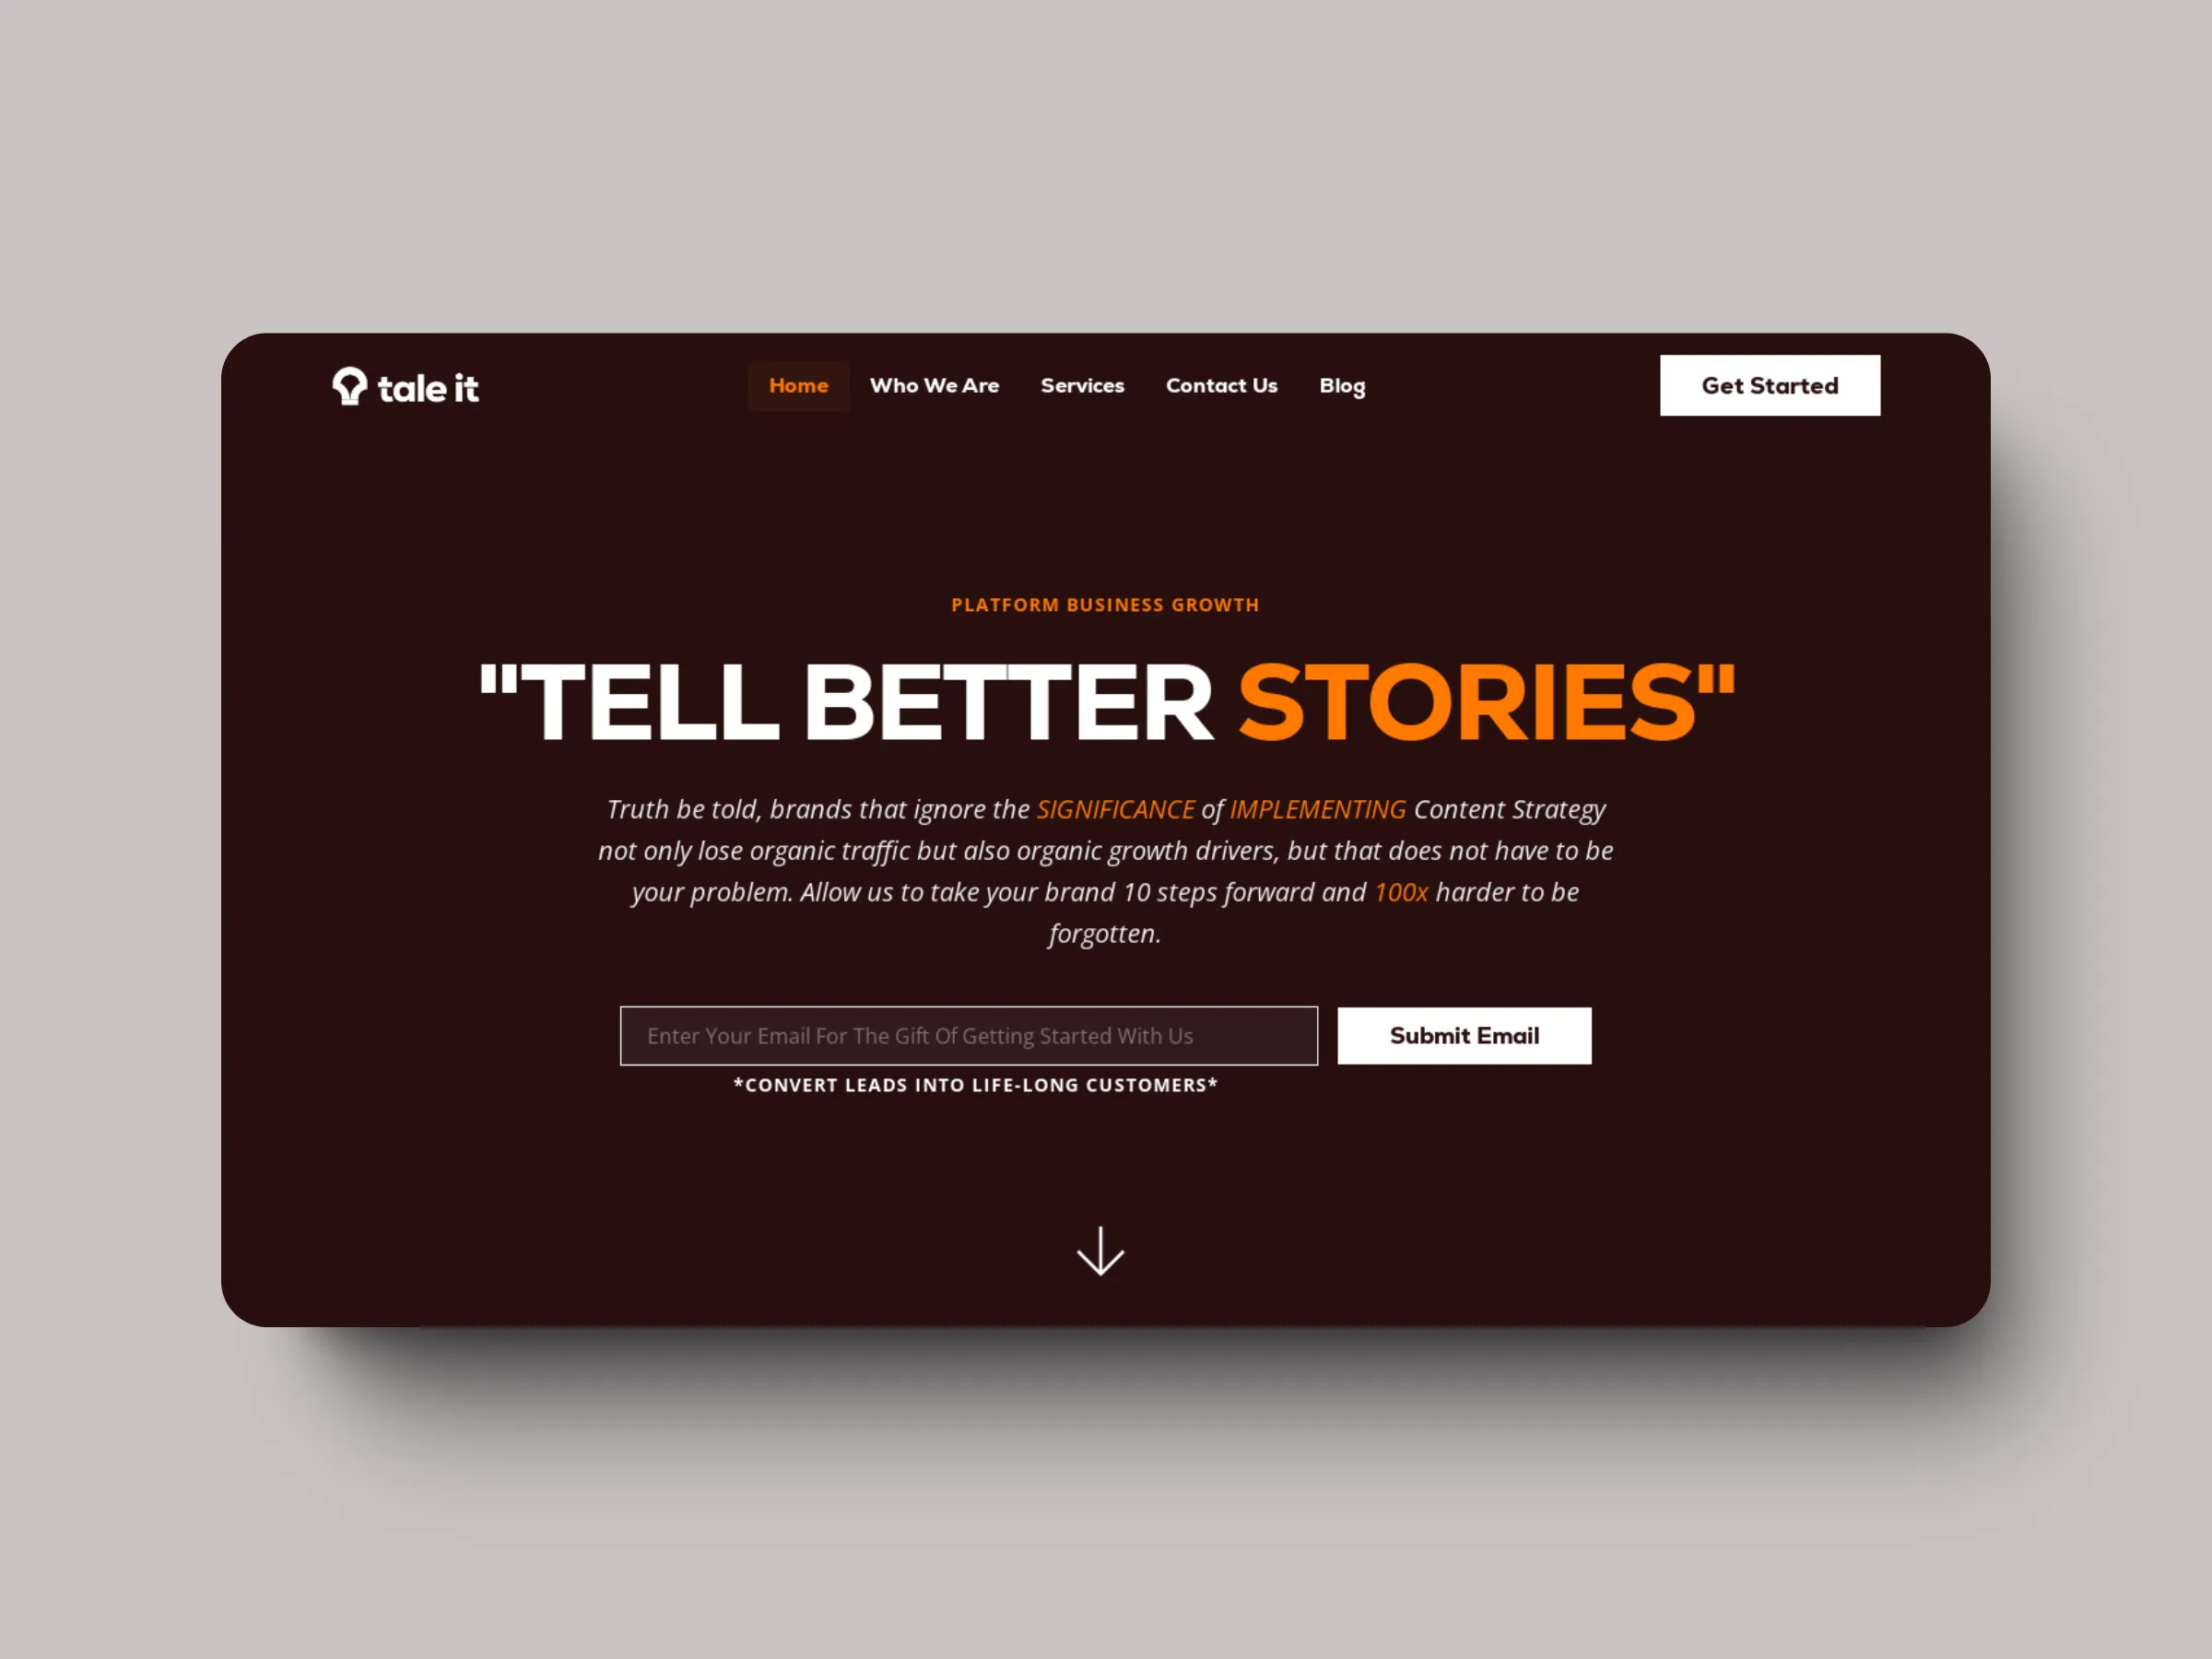 tale it
Home Who We Are Services Contact Us Blog
Get Started
PLATFORM BUSINESS GROWTH
"TELL BETTER STORIES"
Truth be told, brands that ignore the SIGNIFICANCE of IMPLEMENTING Content Strategy
not only lose organic traffic but also organic growth drivers, but that does not have to be
your problem. Allow us to take your brand 10 steps forward and 100x harder to be
forgotten.
Enter Your Email For The Gift Of Getting Started With Us
Submit Email
*CONVERT LEADS INTO LIFE-LONG CUSTOMERS*